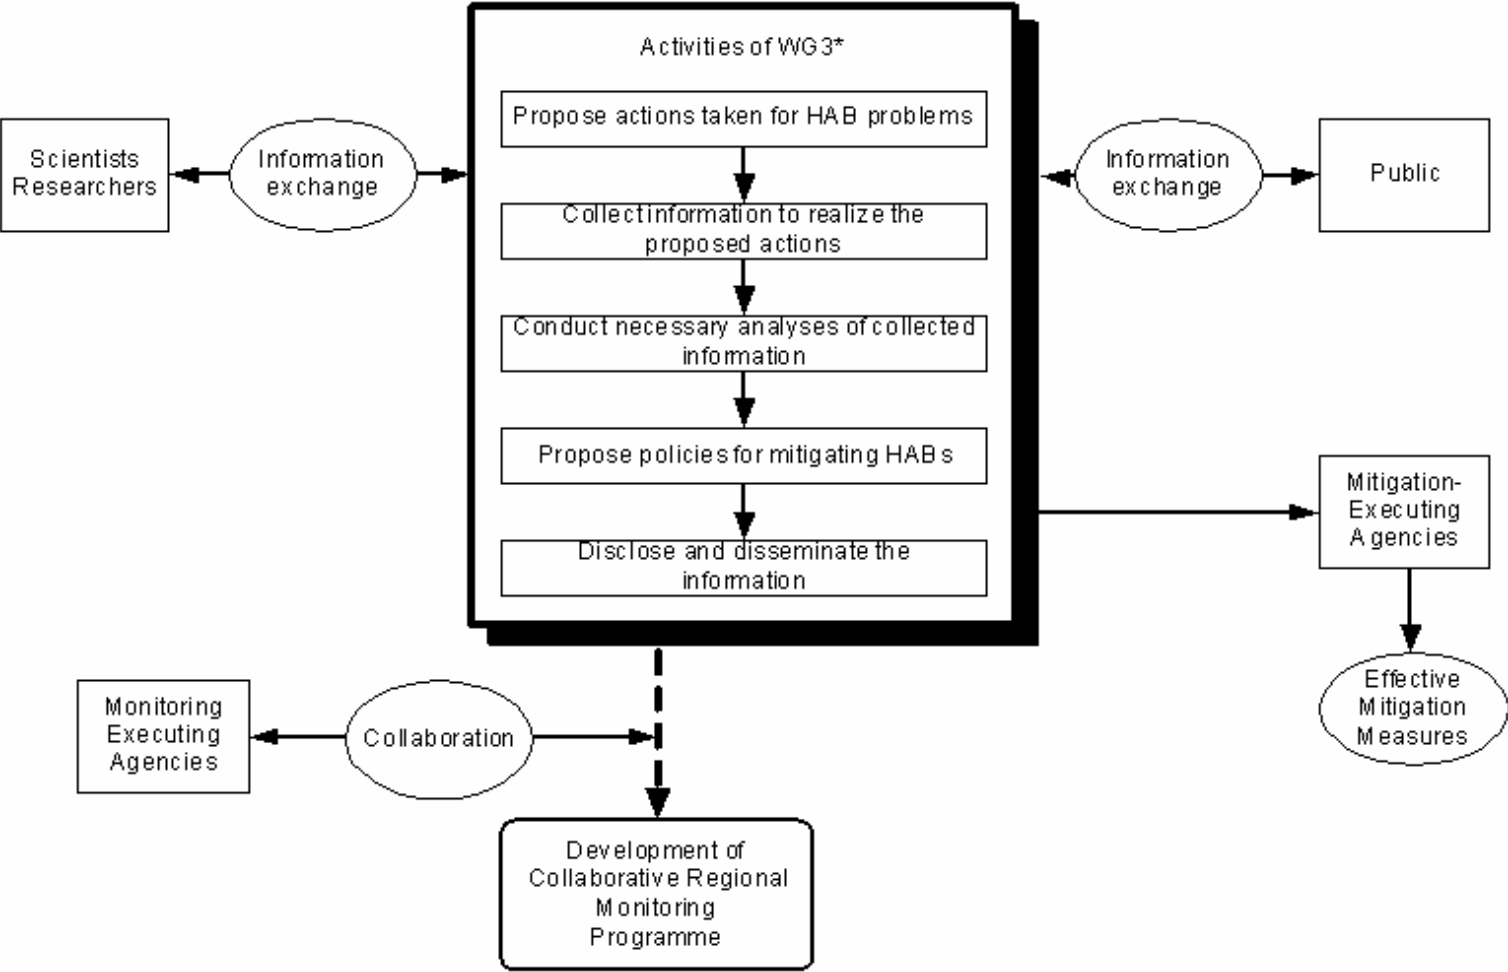 Activities of WG3*
Propose actions taken for HAB problems
Scientists
Researchers
Information
exchange
Information
exchange
Public
Collect information to realize the
proposed actions
Conduct necessary analyses of collected
information
Propose policies for mitigating HABs
Mitigation-
Executing
Agencies
Disclose and disseminate the
information
Effective
Mitigation
Measures
Monitoring
Executing
Agencies
Collaboration
Development of
Collaborative Regional
Monitoring
Programme